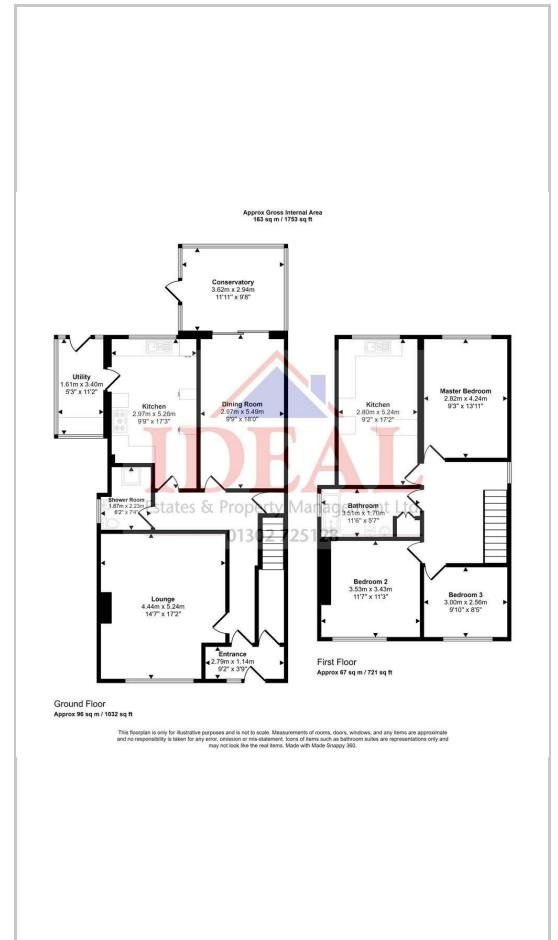 Approx Gross Internal Area
163 sq m / 1753 sq ft
Conservatory
3.62m x 2.94m
11'11" x 9'8"
Utility
1.61m x 3.40m
5'3" x 11'2"
Kitchen
2.97m x 5.26m
9'9" x 17'3"
Dining Room
2.97m x 5.49m
9'9" x 18'0"
Shower Room
1.87m x 2.23m
6'2" x 7'4"
Lounge
4.44m x 5.24m
14'7" x 17'2"
Entrance
2.79m x 1.14m
9'2" x 3'9"
Ground Floor
Approx 96 sq m / 1032 sq ft
Kitchen
2.80m x 5.24m
9'2" x 17'2"
Master Bedroom
2.82m x 4.24m
9'3" x 13'11"
Bathroom
3.51m x 1.70m
11'6" x 5'7"
Bedroom 2
3.53m x 3.43m
11'7" x 11'3"
Bedroom 3
3.00m x 2.56m
9'10" x 8'5"
First Floor
Approx 67 sq m / 721 sq ft
IDEAL
Estates & Property Management Ltd
01302 725128
This floorplan is only for illustrative purposes and is not to scale. Measurements of rooms, doors, windows, and any items are approximate
and no responsibility is taken for any error, omission or mis-statement. Icons of items such as bathroom suites are representations only and
may not look like the real items. Made with Made Snappy 360.